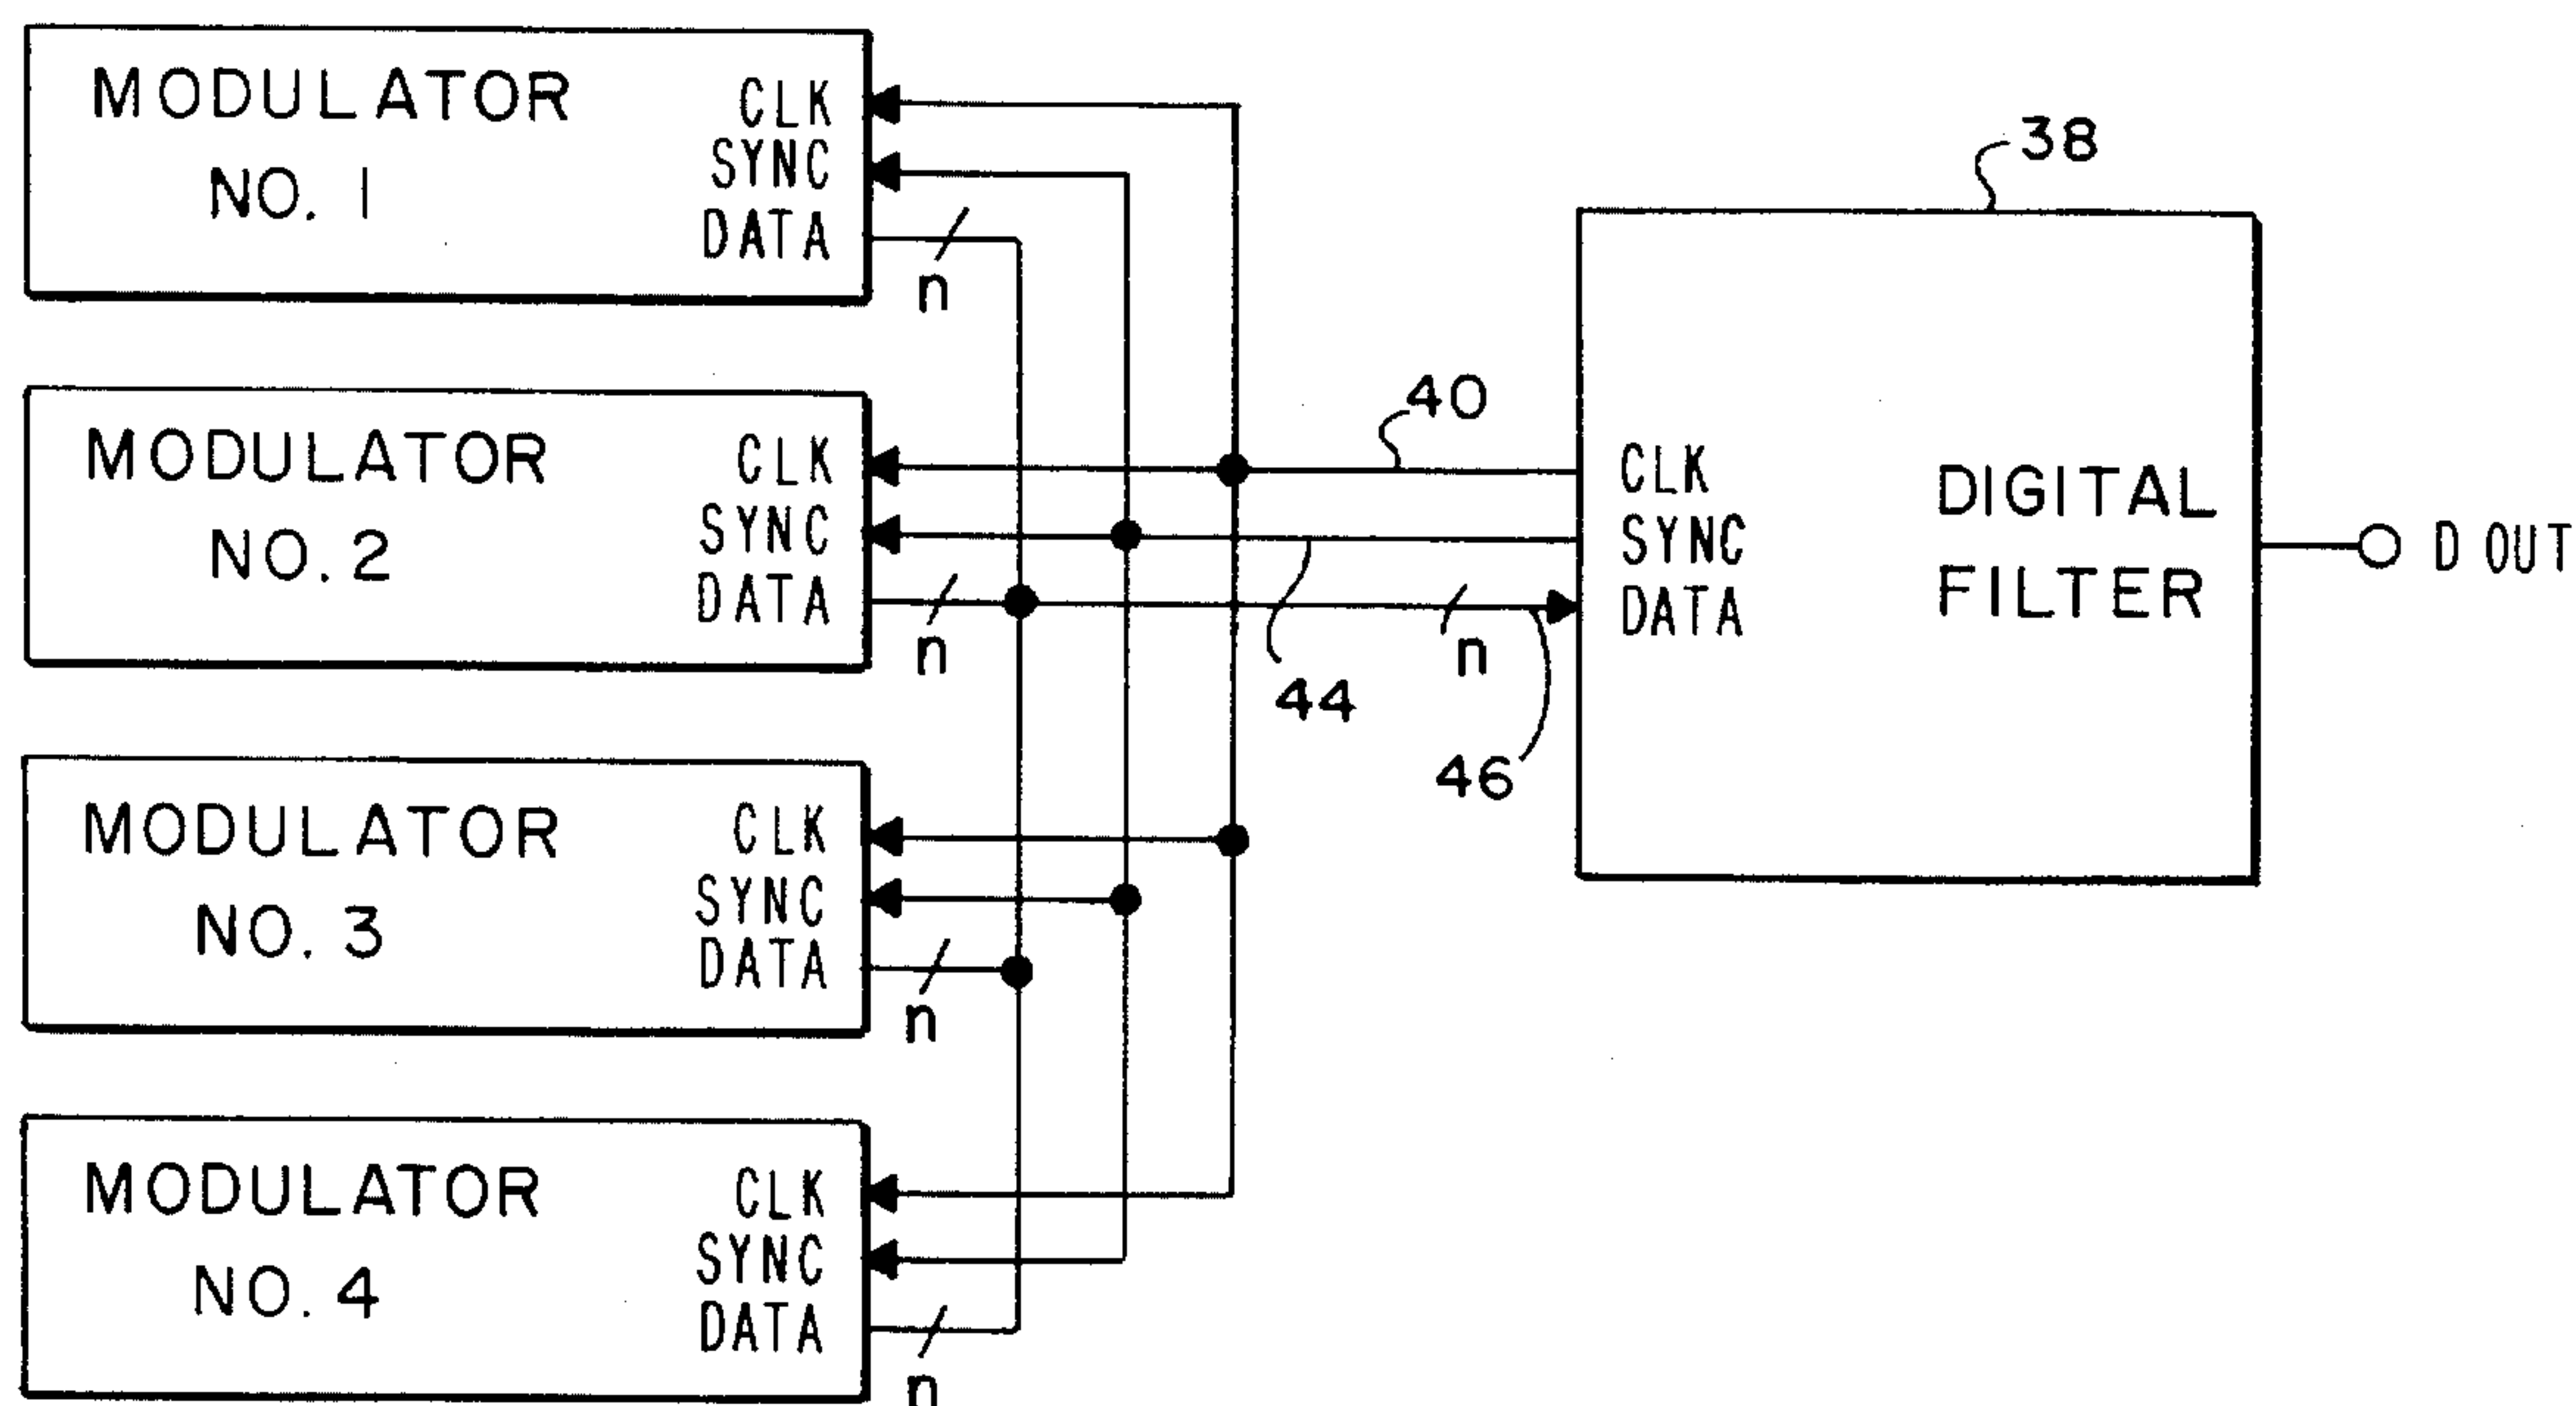 MODULATOR
NO. 1
CLK
SYNC
DATA
n
MODULATOR
NO. 2
CLK
SYNC
DATA
n
MODULATOR
NO. 3
CLK
SYNC
DATA
n
MODULATOR
NO. 4
CLK
SYNC
DATA
n
40
44
n
46
38
CLK
SYNC
DATA
DIGITAL
FILTER
D OUT